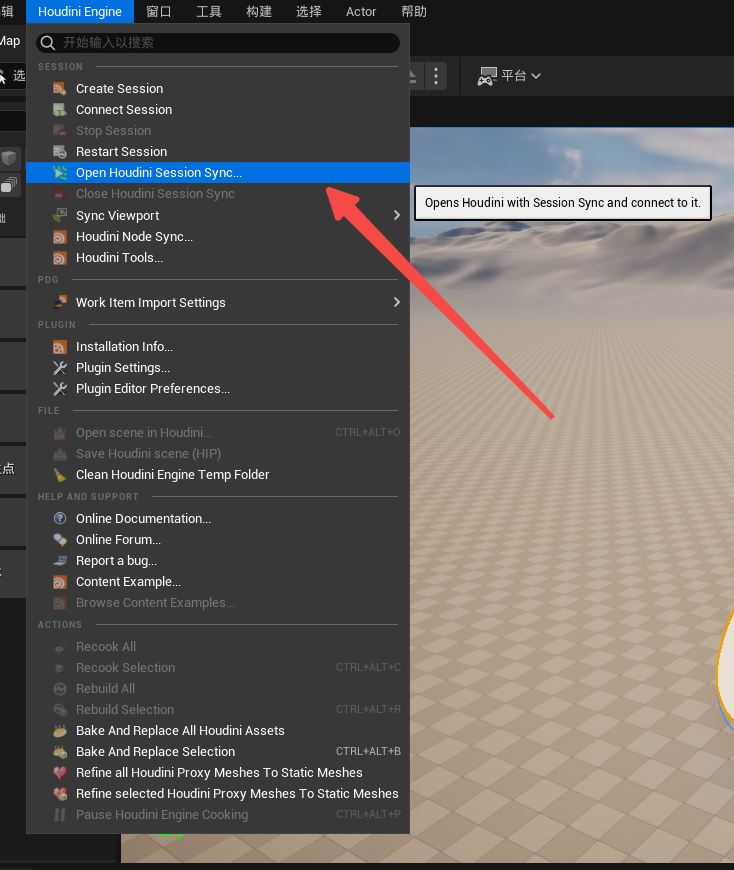 辑
Houdini Engine
窗口
工具
构建
选择
Actor
帮助
Map
开始输入以搜索
选
平台
SESSION
Create Session
Connect Session
Stop Session
Restart Session
Open Houdini Session Sync...
Opens Houdini with Session Sync and connect to it.
Close Houdini Session Sync
Sync Viewport
Houdini Node Sync...
Houdini Tools...
PDG
Work Item Import Settings
PLUGIN
Installation Info...
Plugin Settings...
Plugin Editor Preferences...
FILE
Open scene in Houdini... CTRL+ALT+O
Save Houdini scene (HIP)
点
Clean Houdini Engine Temp Folder
HELP AND SUPPORT
Online Documentation...
Online Forum...
Report a bug...
Content Example...
Browse Content Examples...
ACTIONS
Recook All
Recook Selection CTRL+ALT+C
Rebuild All
Rebuild Selection CTRL+ALT+R
Bake And Replace All Houdini Assets
Bake And Replace Selection CTRL+ALT+B
Refine all Houdini Proxy Meshes To Static Meshes
Refine selected Houdini Proxy Meshes To Static Meshes
Pause Houdini Engine Cooking CTRL+ALT+P